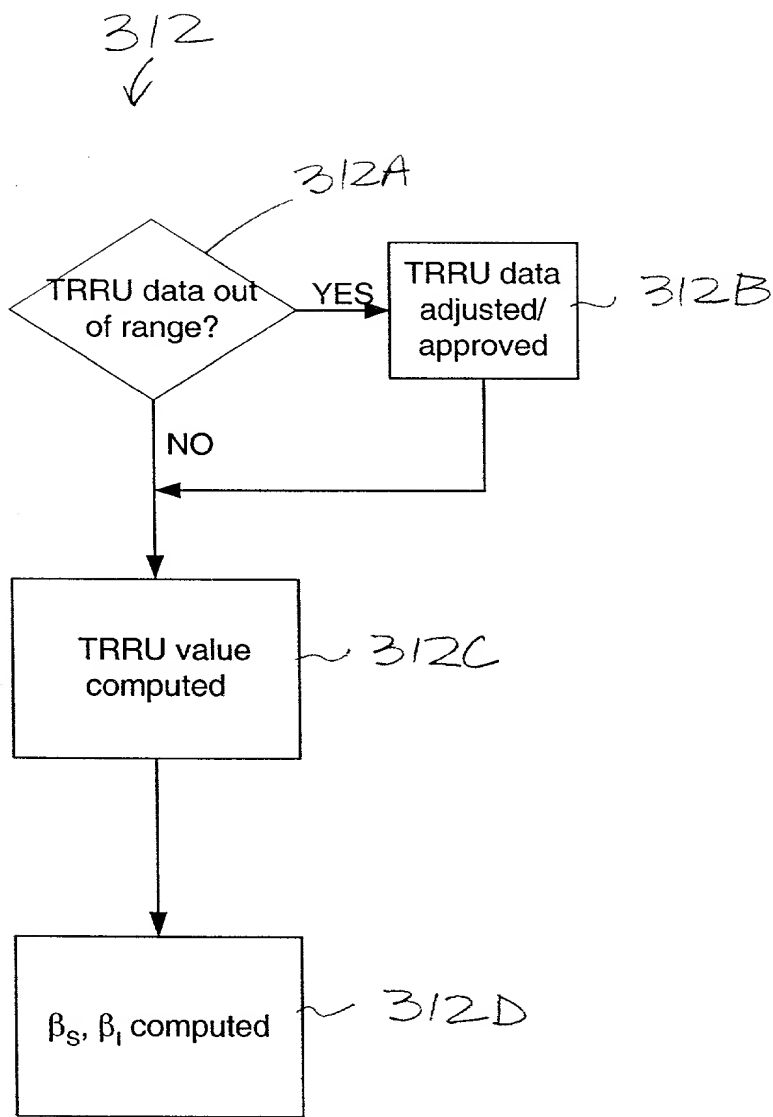 312
312A
TRRU data out
of range?
YES
TRRU data
adjusted/
approved
312B
NO
TRRU value
computed
312C
βS, βI computed
312D